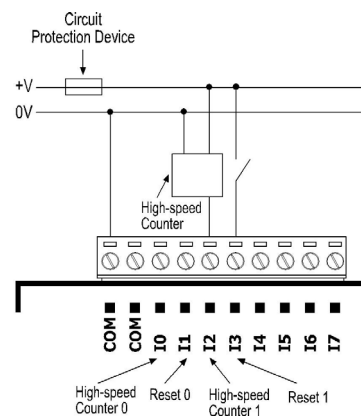 Circuit
Protection Device
+V
0V
High-speed
Counter
COM
COM
I0
I1
I2
I3
I4
I5
I6
I7
High-speed
Counter 0
Reset 0
High-speed
Counter 1
Reset 1